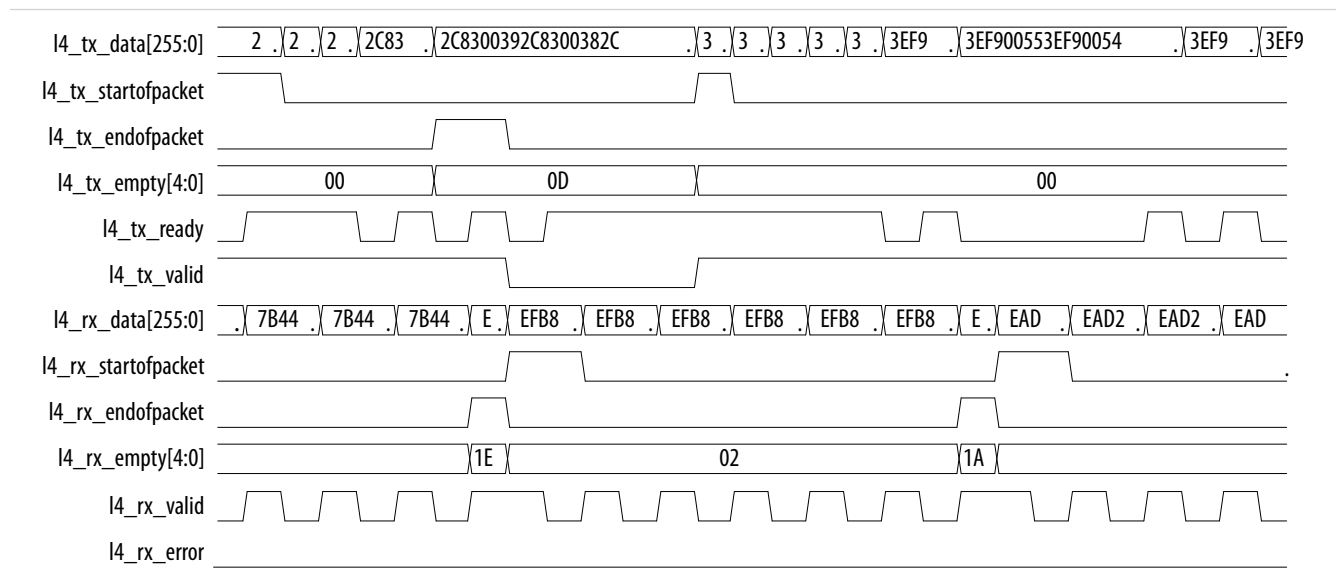 l4_tx_data[255:0] 2 . 2 . 2 . 2C83 . 2C8300392C8300382C . 3 . 3 . 3 . 3 . 3 . 3EF9 . 3EF900553EF90054 . 3EF9 . 3EF9
l4_tx_startofpacket
l4_tx_endofpacket
l4_tx_empty[4:0] 00 0D 00
l4_tx_ready
l4_tx_valid
l4_rx_data[255:0] . 7B44 . 7B44 . 7B44 . E . EFB8 . EFB8 . EFB8 . EFB8 . EFB8 . EFB8 . E . EAD . EAD2 . EAD2 . EAD
l4_rx_startofpacket .
l4_rx_endofpacket
l4_rx_empty[4:0] 1E 02 1A
l4_rx_valid
l4_rx_error